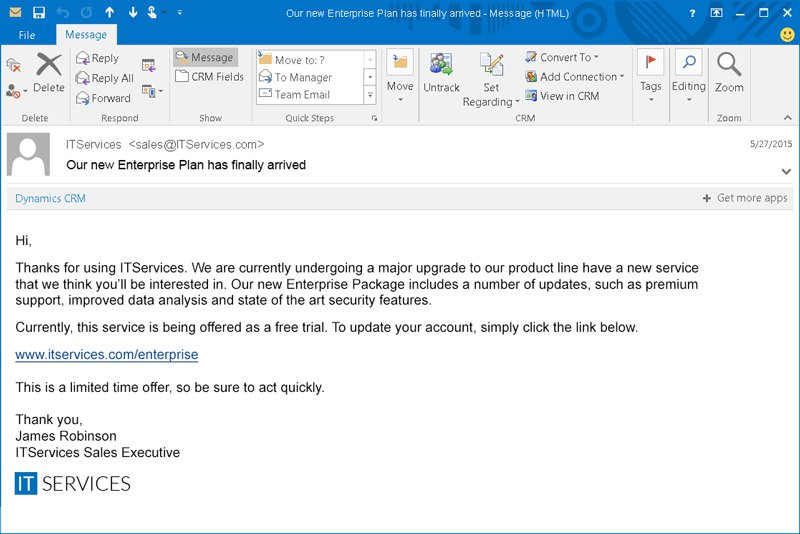 Our new Enterprise Plan has finally arrived - Message (HTML)
?
File
Message
Delete
Delete
Reply
Reply All
Forward
Respond
Message
CRM Fields
Show
Move to: ?
To Manager
Team Email
Quick Steps
Move
Untrack
Set
Regarding
Convert To
Add Connection
View in CRM
CRM
Tags
Editing
Zoom
Zoom
ITServices <sales@ITServices.com>
5/27/2015
Our new Enterprise Plan has finally arrived
Dynamics CRM
+ Get more apps
Hi,
Thanks for using ITServices. We are currently undergoing a major upgrade to our product line have a new service
that we think you'll be interested in. Our new Enterprise Package includes a number of updates, such as premium
support, improved data analysis and state of the art security features.
Currently, this service is being offered as a free trial. To update your account, simply click the link below.
www.itservices.com/enterprise
This is a limited time offer, so be sure to act quickly.
Thank you,
James Robinson
ITServices Sales Executive
IT SERVICES